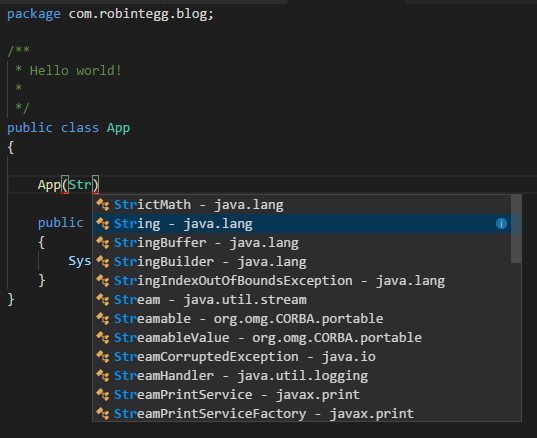 package com.robintegg.blog;
/**
* Hello world!
*
*/
public class App
{
App(Str)
StrictMath - java.lang
public
String - java.lang
{
StringBuffer - java.lang
Sys
StringBuilder - java.lang
}
StringIndexOutOfBoundsException - java.lang
}
Stream - java.util.stream
Streamable - org.omg.CORBA.portable
StreamableValue - org.omg.CORBA.portable
StreamCorruptedException - java.io
StreamHandler - java.util.logging
StreamPrintService - javax.print
StreamPrintServiceFactory - javax.print